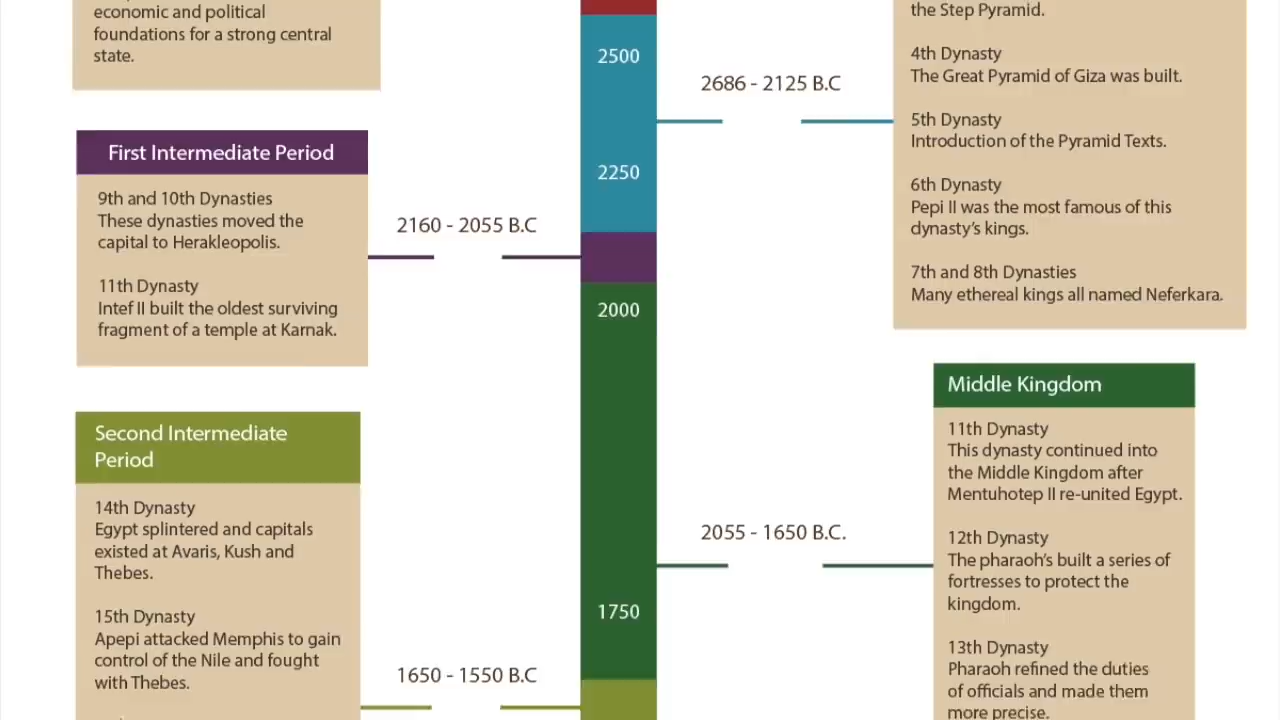 economic and political
foundations for a strong central
state.
the Step Pyramid.
4th Dynasty
The Great Pyramid of Giza was built.
5th Dynasty
Introduction of the Pyramid Texts.
6th Dynasty
Pepi II was the most famous of this
dynasty's kings.
7th and 8th Dynasties
Many ethereal kings all named Neferkara.
2500
2686 - 2125 B.C
2250
First Intermediate Period
9th and 10th Dynasties
These dynasties moved the
capital to Herakleopolis.
11th Dynasty
Intef II built the oldest surviving
fragment of a temple at Karnak.
2160 - 2055 B.C
2000
Middle Kingdom
11th Dynasty
This dynasty continued into
the Middle Kingdom after
Mentuhotep II re-united Egypt.
12th Dynasty
The pharaoh's built a series of
fortresses to protect the
kingdom.
13th Dynasty
Pharaoh refined the duties
of officials and made them
more precise.
2055 - 1650 B.C.
1750
Second Intermediate
Period
14th Dynasty
Egypt splintered and capitals
existed at Avaris, Kush and
Thebes.
15th Dynasty
Apepi attacked Memphis to gain
control of the Nile and fought
with Thebes.
1650 - 1550 B.C